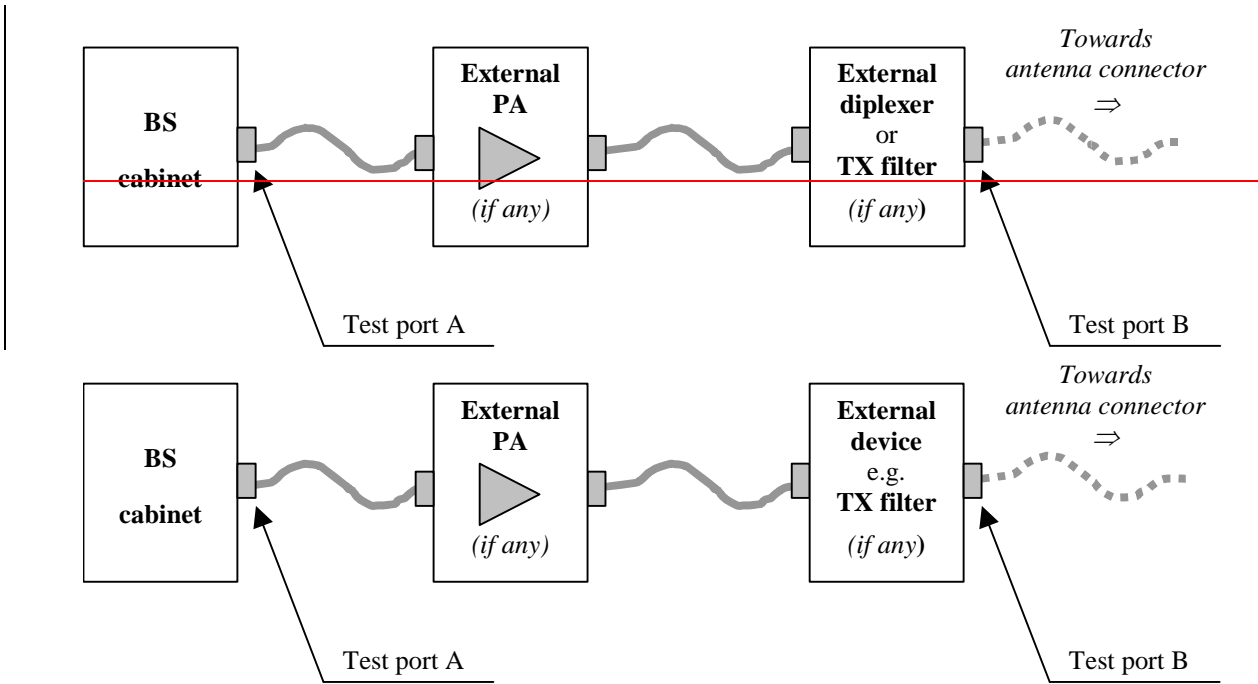 Towards
antenna connector
⇒
BS
cabinet
External
PA
(if any)
External
diplexer
or
TX filter
(if any)
Test port A
Test port B
Towards
antenna connector
⇒
BS
cabinet
External
PA
(if any)
External
device
e.g.
TX filter
(if any)
Test port A
Test port B